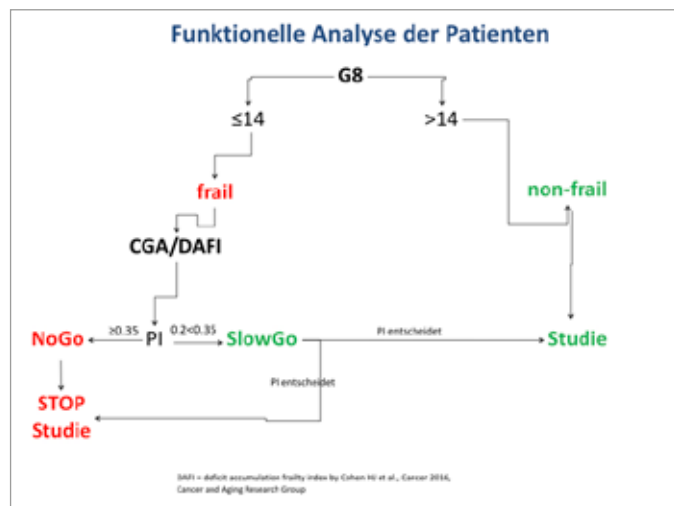 Funktionelle Analyse der Patienten
G8
≤14
>14
frail
non-frail
CGA/DAFI
NoGo
≥0.35
PI
0.2<0.35
SlowGo
PI entscheidet
Studie
PI entscheidet
STOP
Studie
DAFI = deficit accumulation frailty index by Cohen HJ et al., Cancer 2016,
Cancer and Aging Research Group